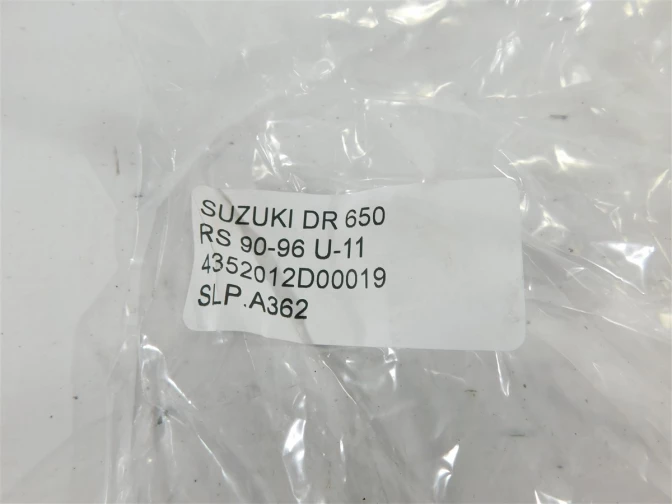 SUZUKI DR 650
RS 90-96 U-11
4352012D00019
SLP.A362